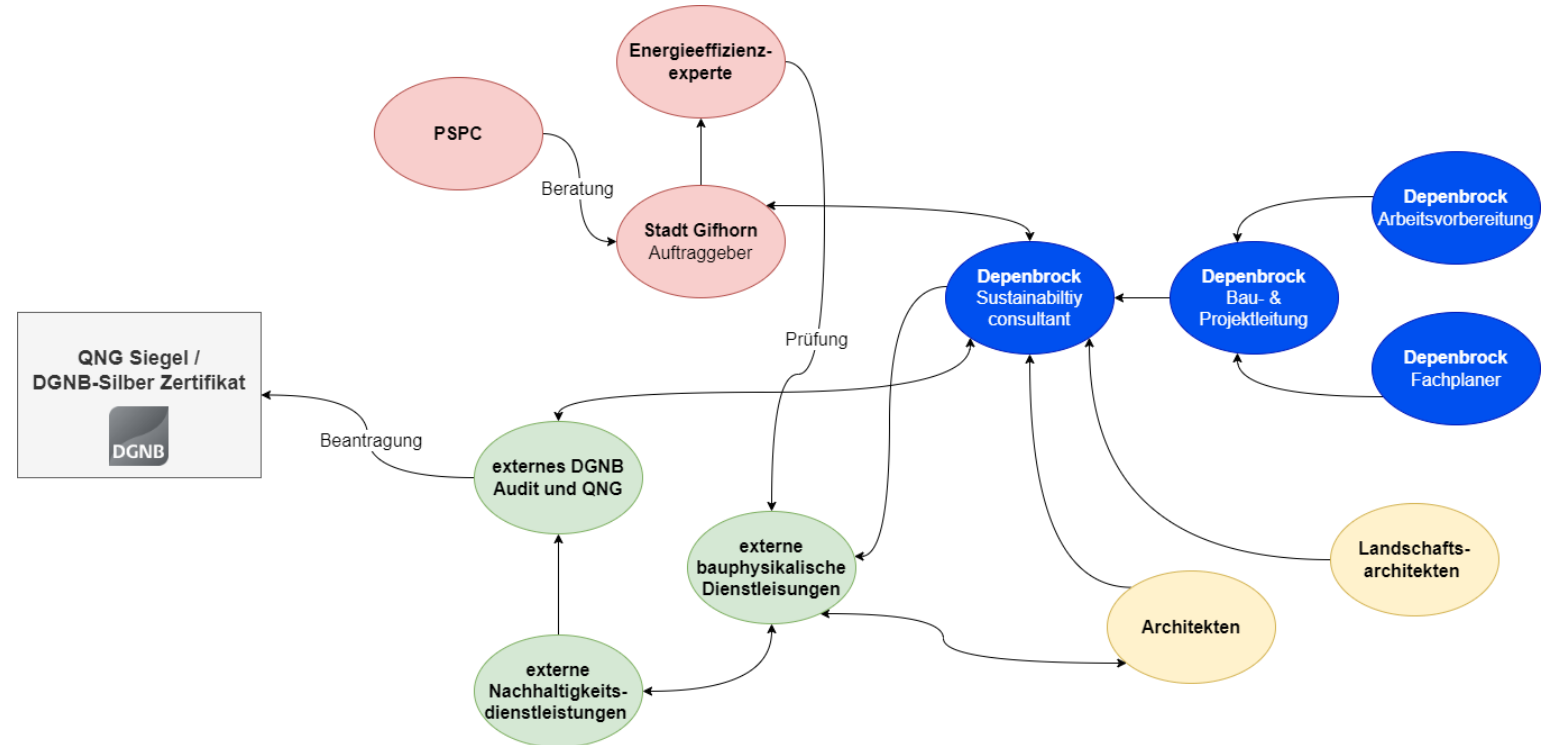 Energieeffizienz-
experte
PSPC
Beratung
Stadt Gifhorn
Auftraggeber
Depenbrock
Arbeitsvorbereitung
Depenbrock
Sustainabiltiy
consultant
Depenbrock
Bau- &
Projektleitung
Depenbrock
Fachplaner
Prüfung
QNG Siegel /
DGNB-Silber Zertifikat
DGNB
Beantragung
externes DGNB
Audit und QNG
externe
bauphysikalische
Dienstleisungen
Landschafts-
architekten
Architekten
externe
Nachhaltigkeits-
dienstleistungen